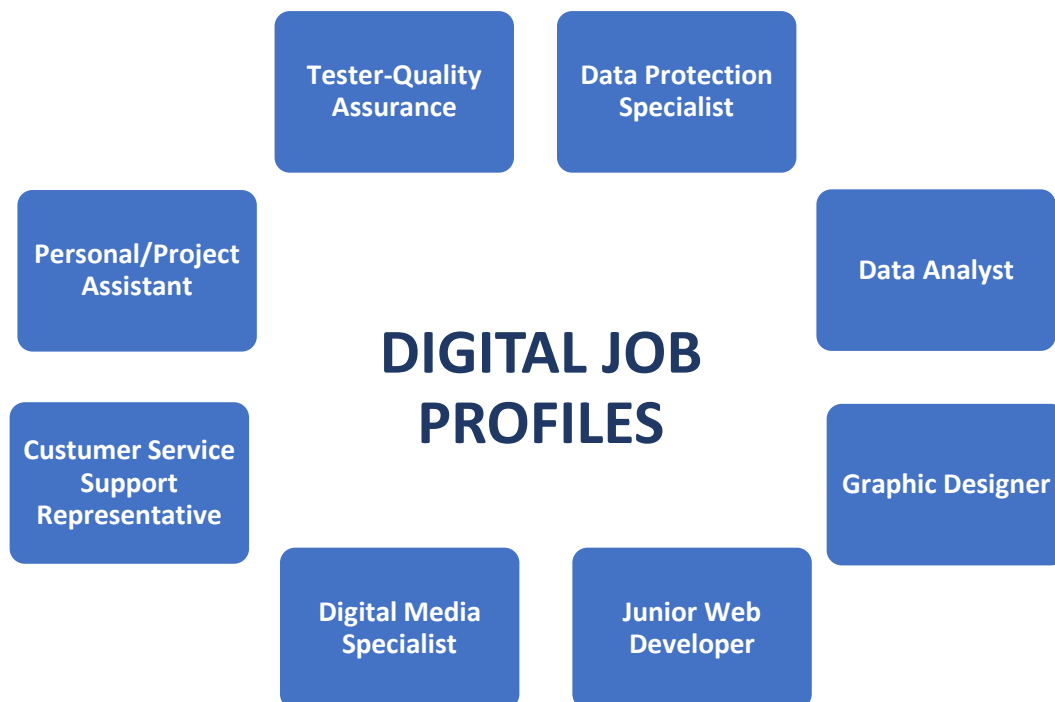 Tester-Quality
Assurance
Data Protection
Specialist
Personal/Project
Assistant
Data Analyst
DIGITAL JOB
PROFILES
Custumer Service
Support
Representative
Graphic Designer
Digital Media
Specialist
Junior Web
Developer